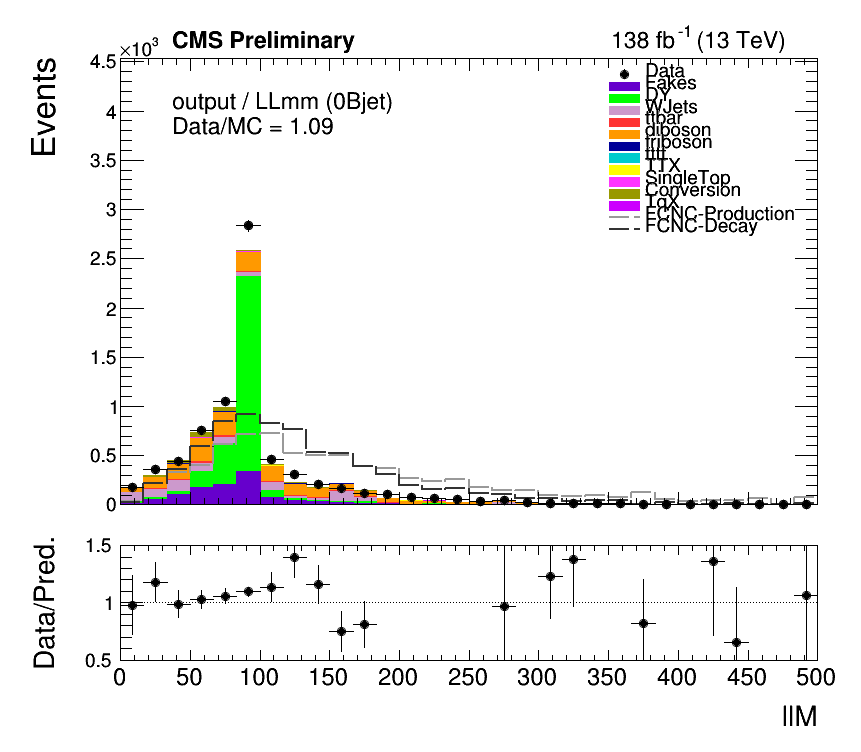 ×10³ CMS Preliminary 138 fb⁻¹ (13 TeV)
Events
4.5
4
3.5
3
2.5
2
1.5
1
0.5
0
output / LLmm (0Bjet)
Data/MC = 1.09
Data
Fakes
DY
WJets
ttbar
diboson
triboson
tttt
TTX
SingleTop
Conversion
TqX
FCNC-Production
FCNC-Decay
Data/Pred.
1.5
1
0.5
0 50 100 150 200 250 300 350 400 450 500
llM